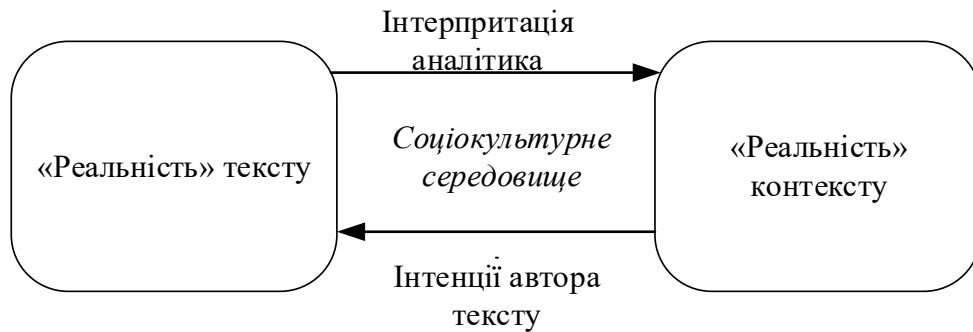 Інтерпритація
аналітика
«Реальність» тексту
Соціокультурне
середовище
«Реальність»
контексту
Інтенції автора
тексту